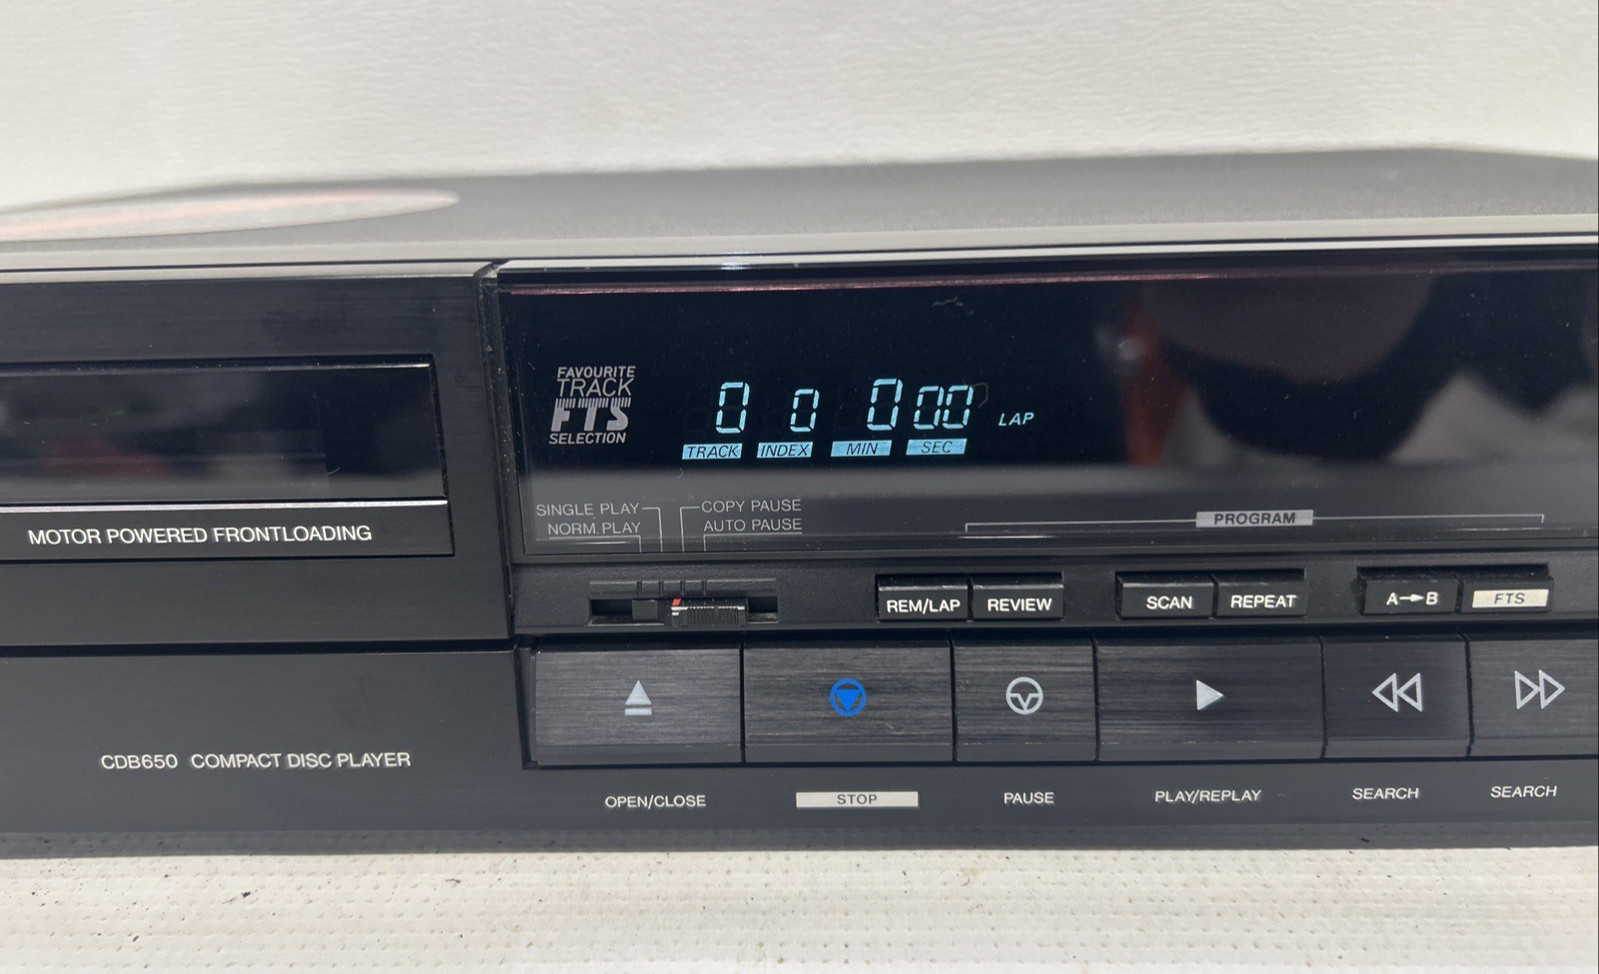 FAVOURITE
TRACK
FTS
SELECTION
0 0 0 00 LAP
TRACK INDEX MIN SEC
SINGLE PLAY COPY PAUSE
NORM. PLAY AUTO PAUSE
PROGRAM
MOTOR POWERED FRONTLOADING
REM/LAP REVIEW SCAN REPEAT A→B FTS
CDB650 COMPACT DISC PLAYER
OPEN/CLOSE STOP PAUSE PLAY/REPLAY SEARCH SEARCH